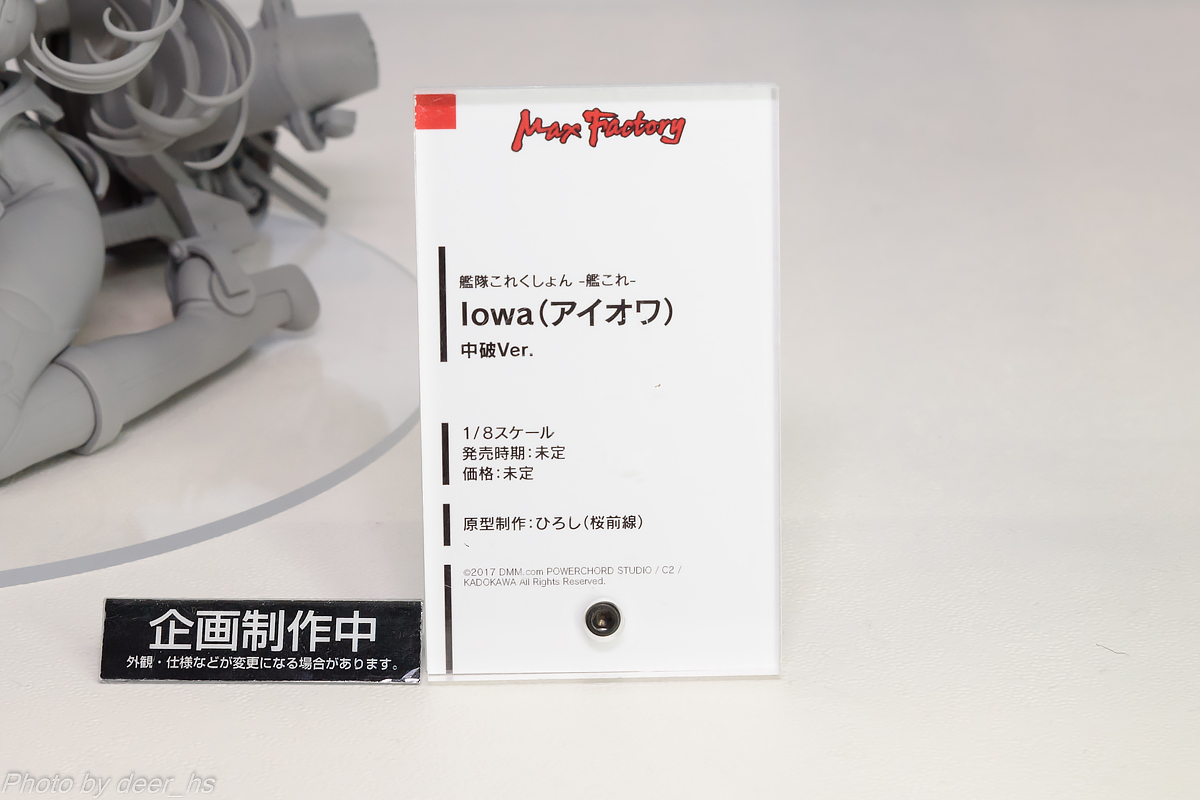 Max Factory
艦隊これくしょん -艦これ-
Iowa(アイオワ)
中破Ver.
1/8スケール
発売時期:未定
価格:未定
原型制作:ひろし(桜前線)
©2017 DMM.com POWERCHORD STUDIO / C2 /
KADOKAWA All Rights Reserved.
企画制作中
外観・仕様などが変更になる場合があります。
Photo by deer_hs